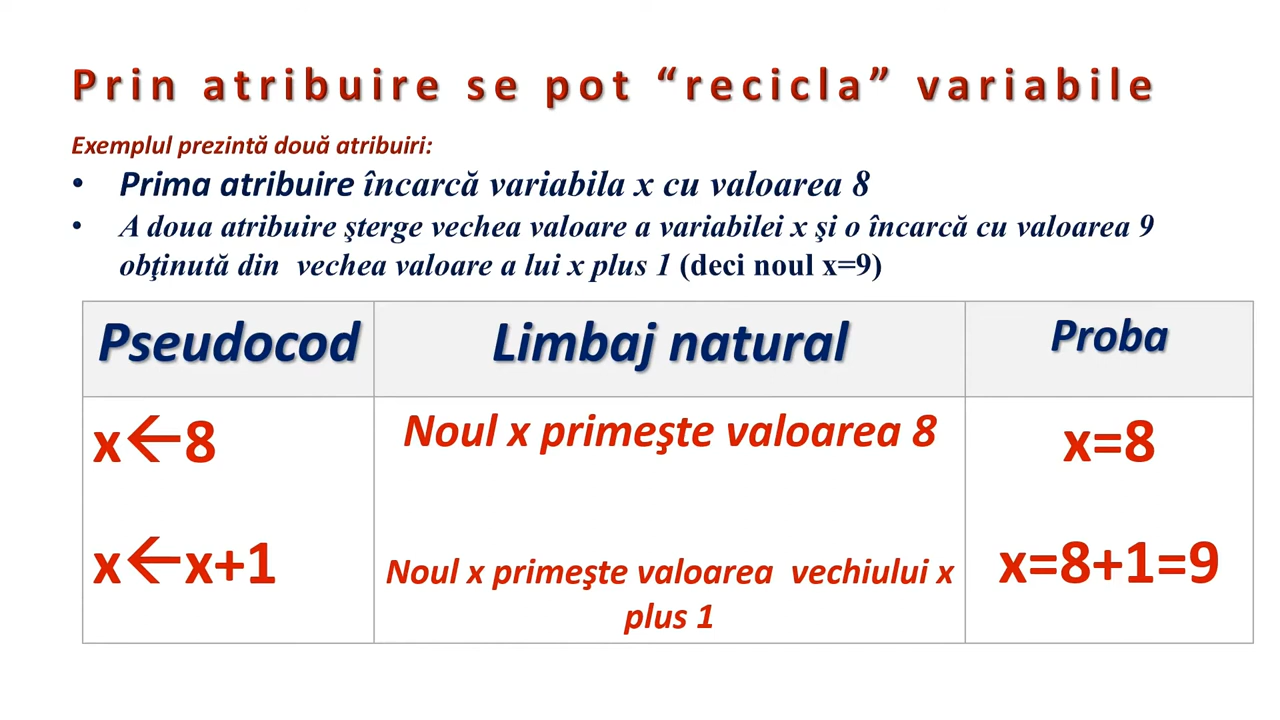 Prin atribuire se pot “recicla” variabile
Exemplul prezintă două atribuiri:
• Prima atribuire încarcă variabila x cu valoarea 8
• A doua atribuire şterge vechea valoare a variabilei x şi o încarcă cu valoarea 9
obţinută din vechea valoare a lui x plus 1 (deci noul x=9)
Pseudocod Limbaj natural Proba
x←8 Noul x primeşte valoarea 8 x=8
x←x+1 Noul x primeşte valoarea vechiului x x=8+1=9
plus 1